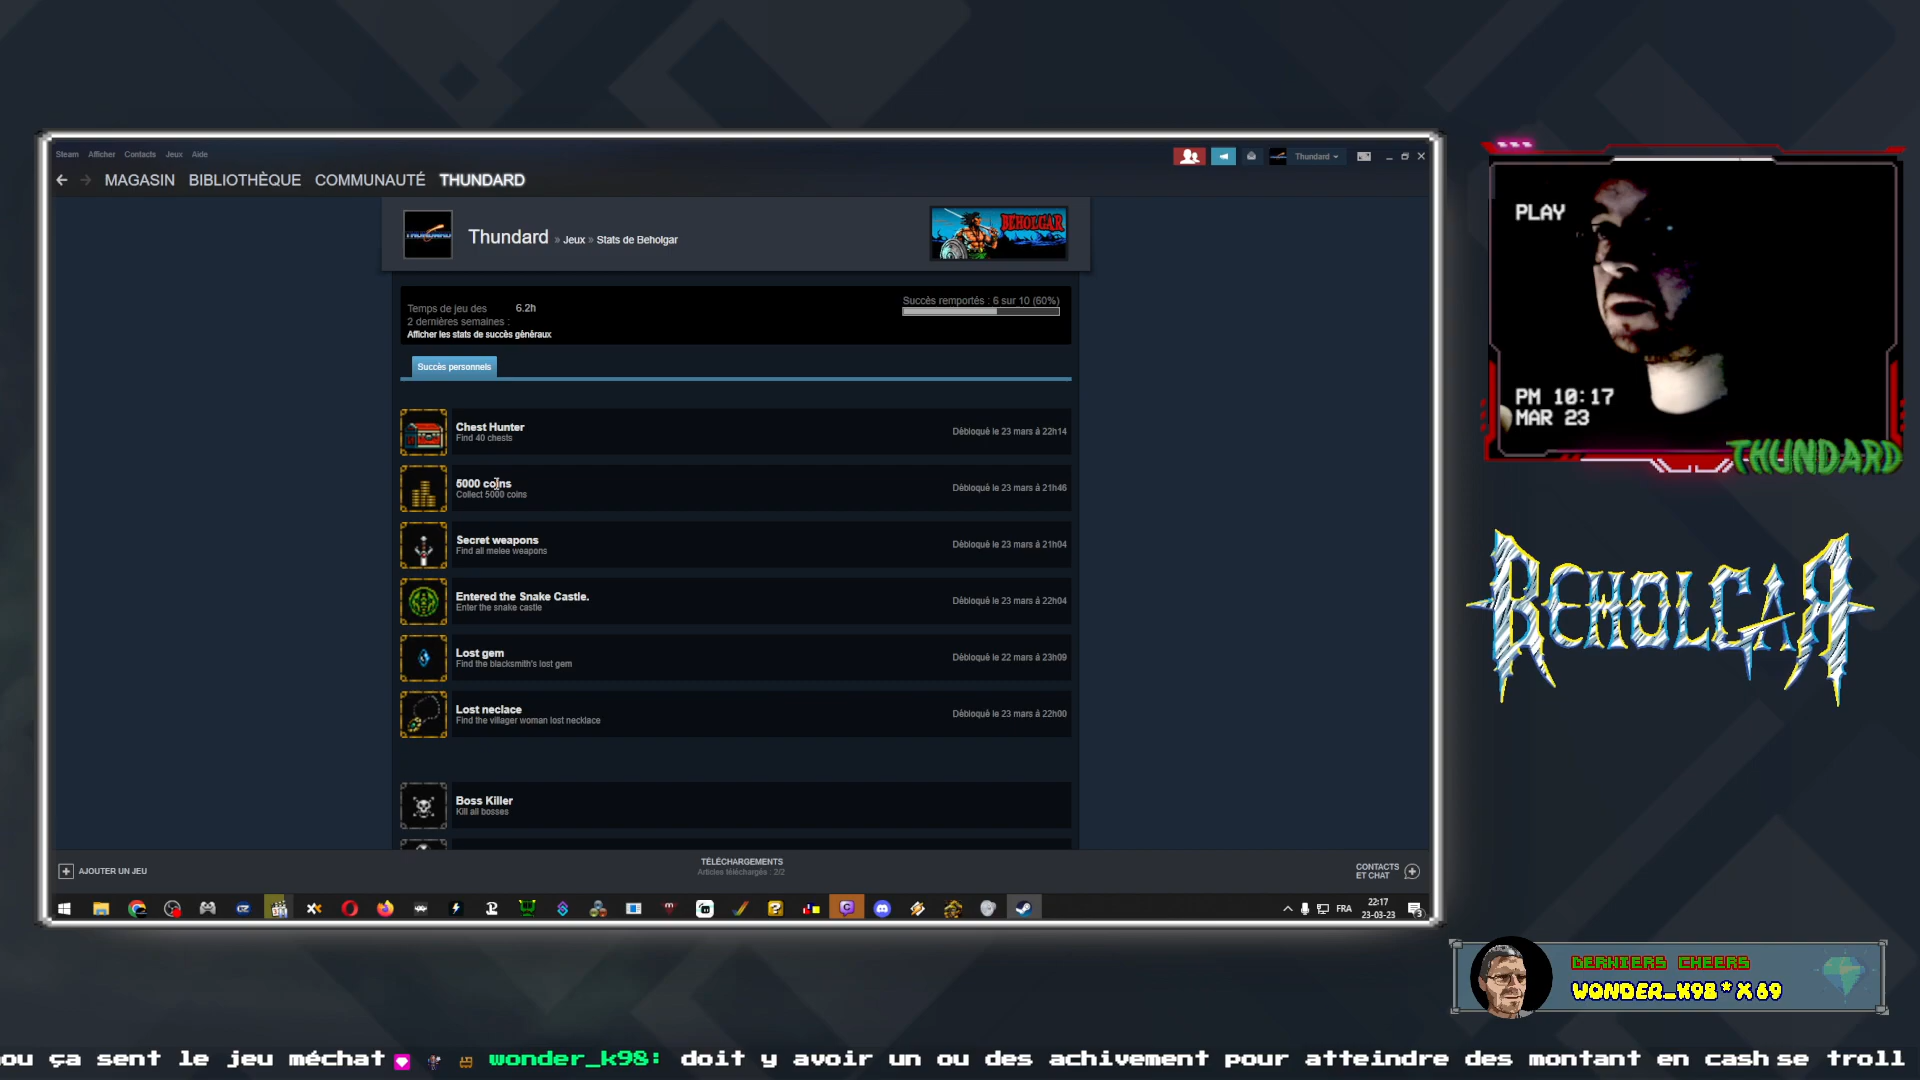 Steam Afficher Contacts Jeux Aide
Thundard
MAGASIN BIBLIOTHÈQUE COMMUNAUTÉ THUNDARD
THUNDARD
Thundard » Jeux » Stats de Beholgar
BEHOLGAR
Temps de jeu des
2 dernières semaines :
6.2h
Afficher les stats de succès généraux
Succès remportés : 6 sur 10 (60%)
Succès personnels
Chest Hunter
Find 40 chests
Débloqué le 23 mars à 22h14
5000 coins
Collect 5000 coins
Débloqué le 23 mars à 21h46
Secret weapons
Find all melee weapons
Débloqué le 23 mars à 21h04
Entered the Snake Castle.
Enter the snake castle
Débloqué le 23 mars à 22h04
Lost gem
Find the blacksmith's lost gem
Débloqué le 22 mars à 23h09
Lost neclace
Find the villager woman lost necklace
Débloqué le 23 mars à 22h00
Boss Killer
Kill all bosses
AJOUTER UN JEU
TÉLÉCHARGEMENTS
Articles téléchargés : 2/2
CONTACTS
ET CHAT
FRA
22:17
23-03-23
3
PLAY
PM 10:17
MAR 23
THUNDARD
BEHOLGAR
DERNIERS CHEERS
WONDER_K98 * X 69
ou ça sent le jeu méchat wonder_k98: doit y avoir un ou des achivement pour atteindre des montant en cash se troll